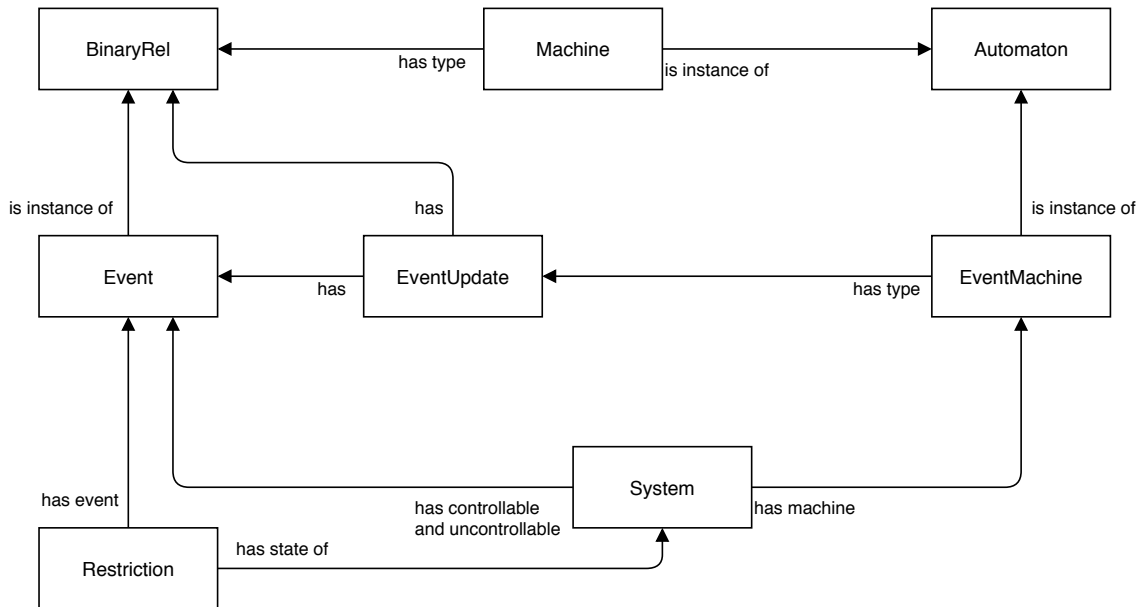 BinaryRel
Machine
Automaton
has type
is instance of
is instance of
has
is instance of
Event
EventUpdate
EventMachine
has
has type
System
has event
has controllable
and uncontrollable
has machine
Restriction
has state of